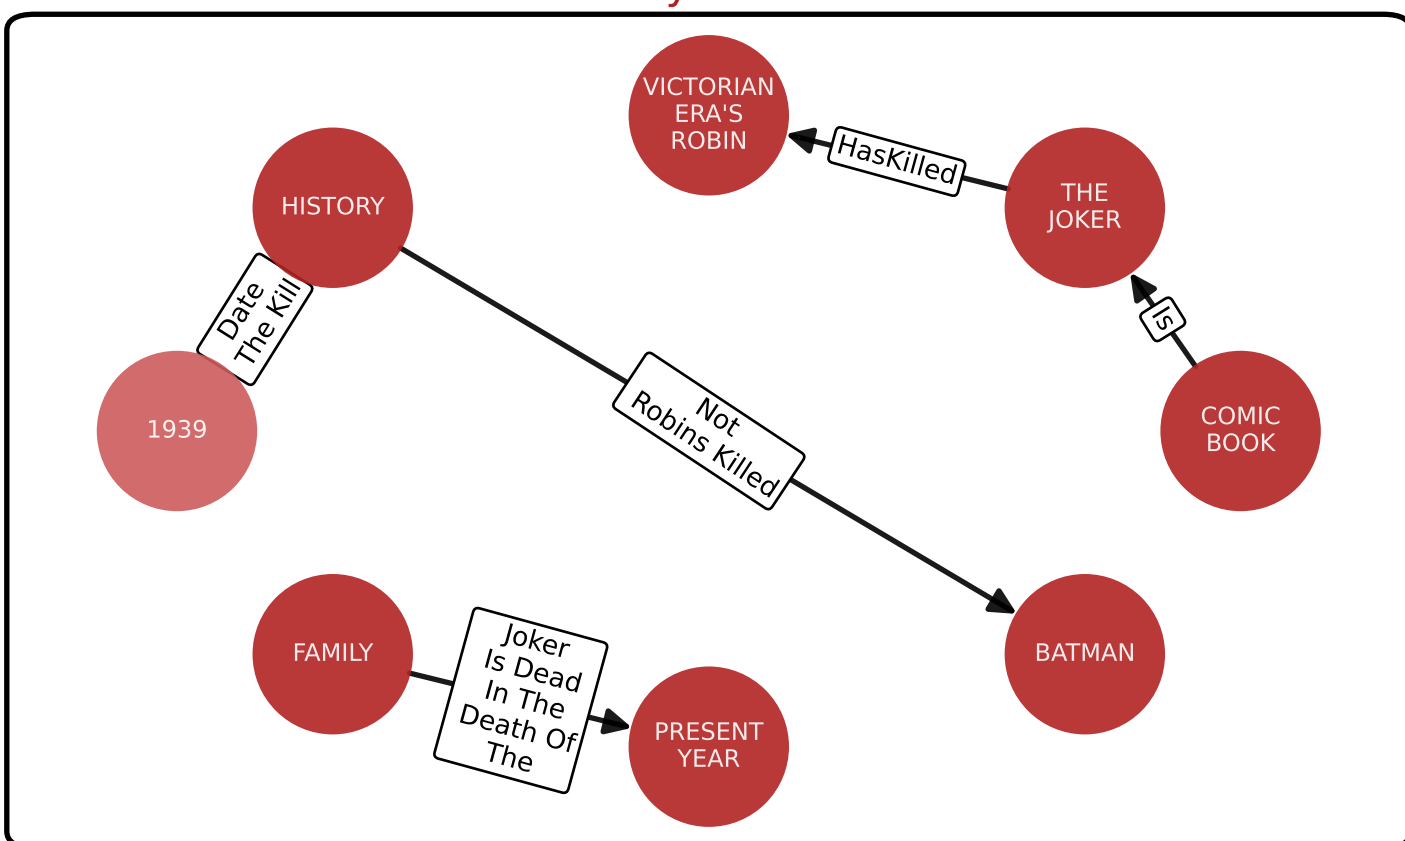 VICTORIAN
ERA'S
ROBIN
HasKilled
THE
JOKER
HISTORY
Date
The Kill
Is
1939
COMIC
BOOK
Not
Robins Killed
FAMILY
Joker
Is Dead
In The
Death Of
The
PRESENT
YEAR
BATMAN